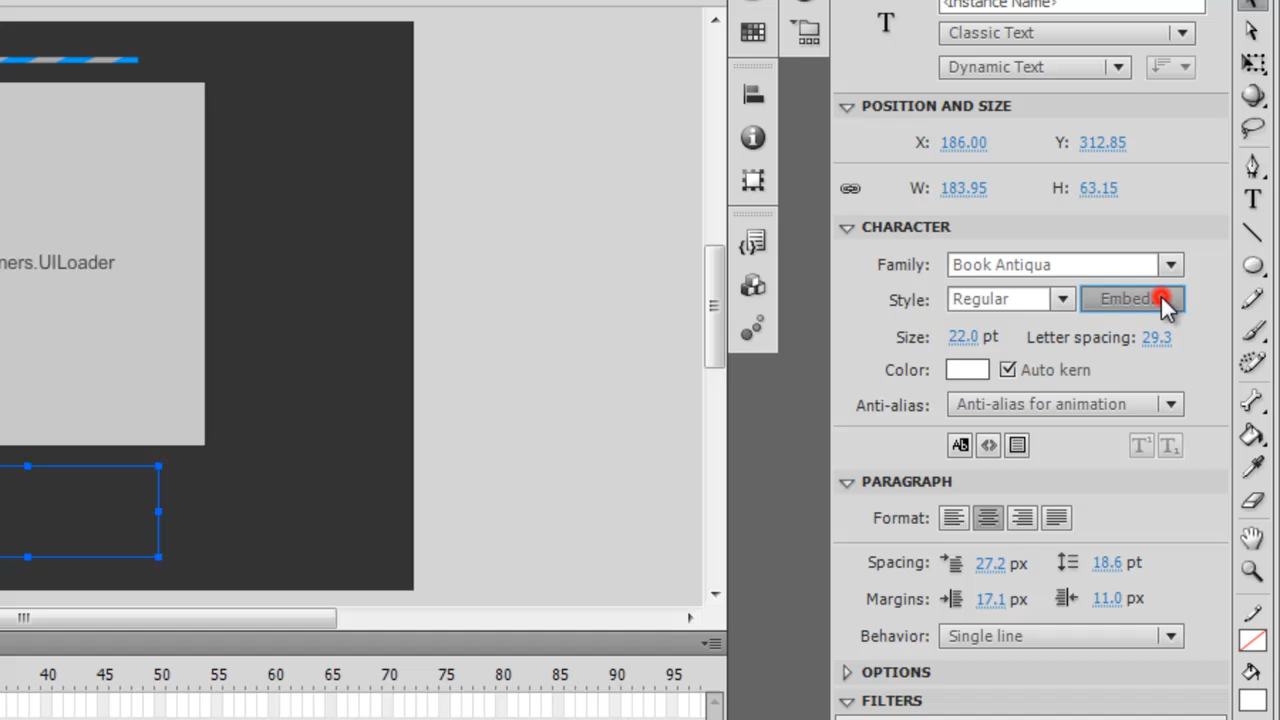 <Instance Name>
Classic Text
Dynamic Text
POSITION AND SIZE
X: 186.00 Y: 312.85
W: 183.95 H: 63.15
CHARACTER
Family: Book Antiqua
Style: Regular Embed...
Size: 22.0 pt Letter spacing: 29.3
Color: Auto kern
Anti-alias: Anti-alias for animation
PARAGRAPH
Format:
Spacing: 27.2 px 18.6 pt
Margins: 17.1 px 11.0 px
Behavior: Single line
OPTIONS
FILTERS
ners.UILoader
40 45 50 55 60 65 70 75 80 85 90 95